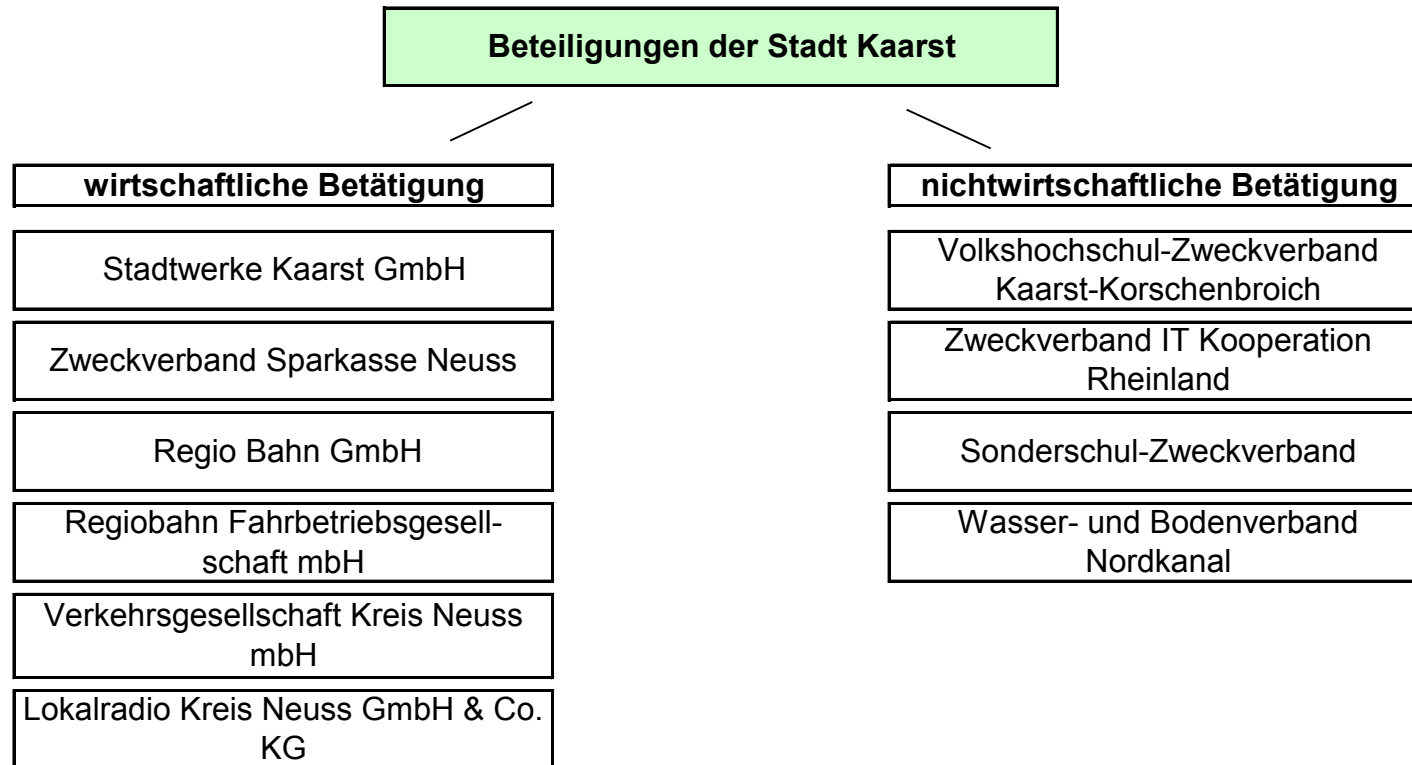 Beteiligungen der Stadt Kaarst
wirtschaftliche Betätigung
Stadtwerke Kaarst GmbH
Zweckverband Sparkasse Neuss
Regio Bahn GmbH
Regiobahn Fahrbetriebsgesell-
schaft mbH
Verkehrsgesellschaft Kreis Neuss
mbH
Lokalradio Kreis Neuss GmbH & Co.
KG
nichtwirtschaftliche Betätigung
Volkshochschul-Zweckverband
Kaarst-Korschenbroich
Zweckverband IT Kooperation
Rheinland
Sonderschul-Zweckverband
Wasser- und Bodenverband
Nordkanal